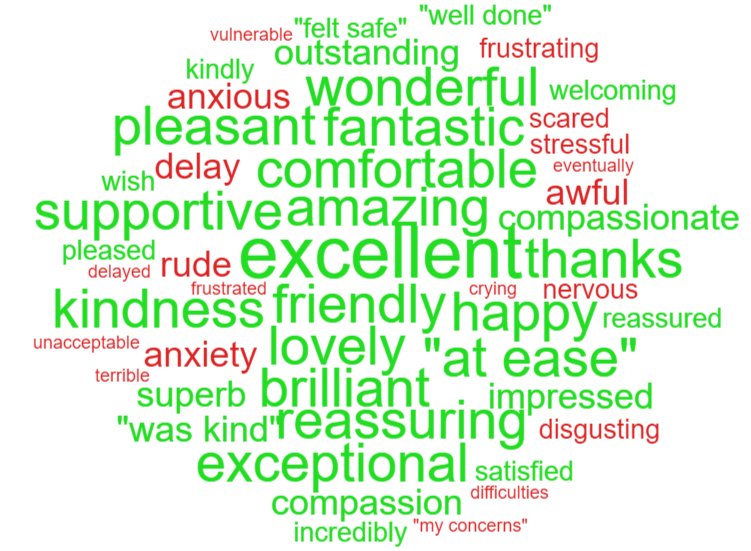 "well done"
vulnerable "felt safe"
outstanding frustrating
kindly
anxious wonderful welcoming
pleasant fantastic scared
stressful
delay comfortable eventually
wish awful
supportive amazing compassionate
pleased excellent thanks
delayed rude
frustrated crying nervous
kindness friendly happy reassured
unacceptable anxiety lovely "at ease"
terrible
superb brilliant impressed
"was kind" reassuring disgusting
exceptional satisfied
compassion difficulties
incredibly "my concerns"